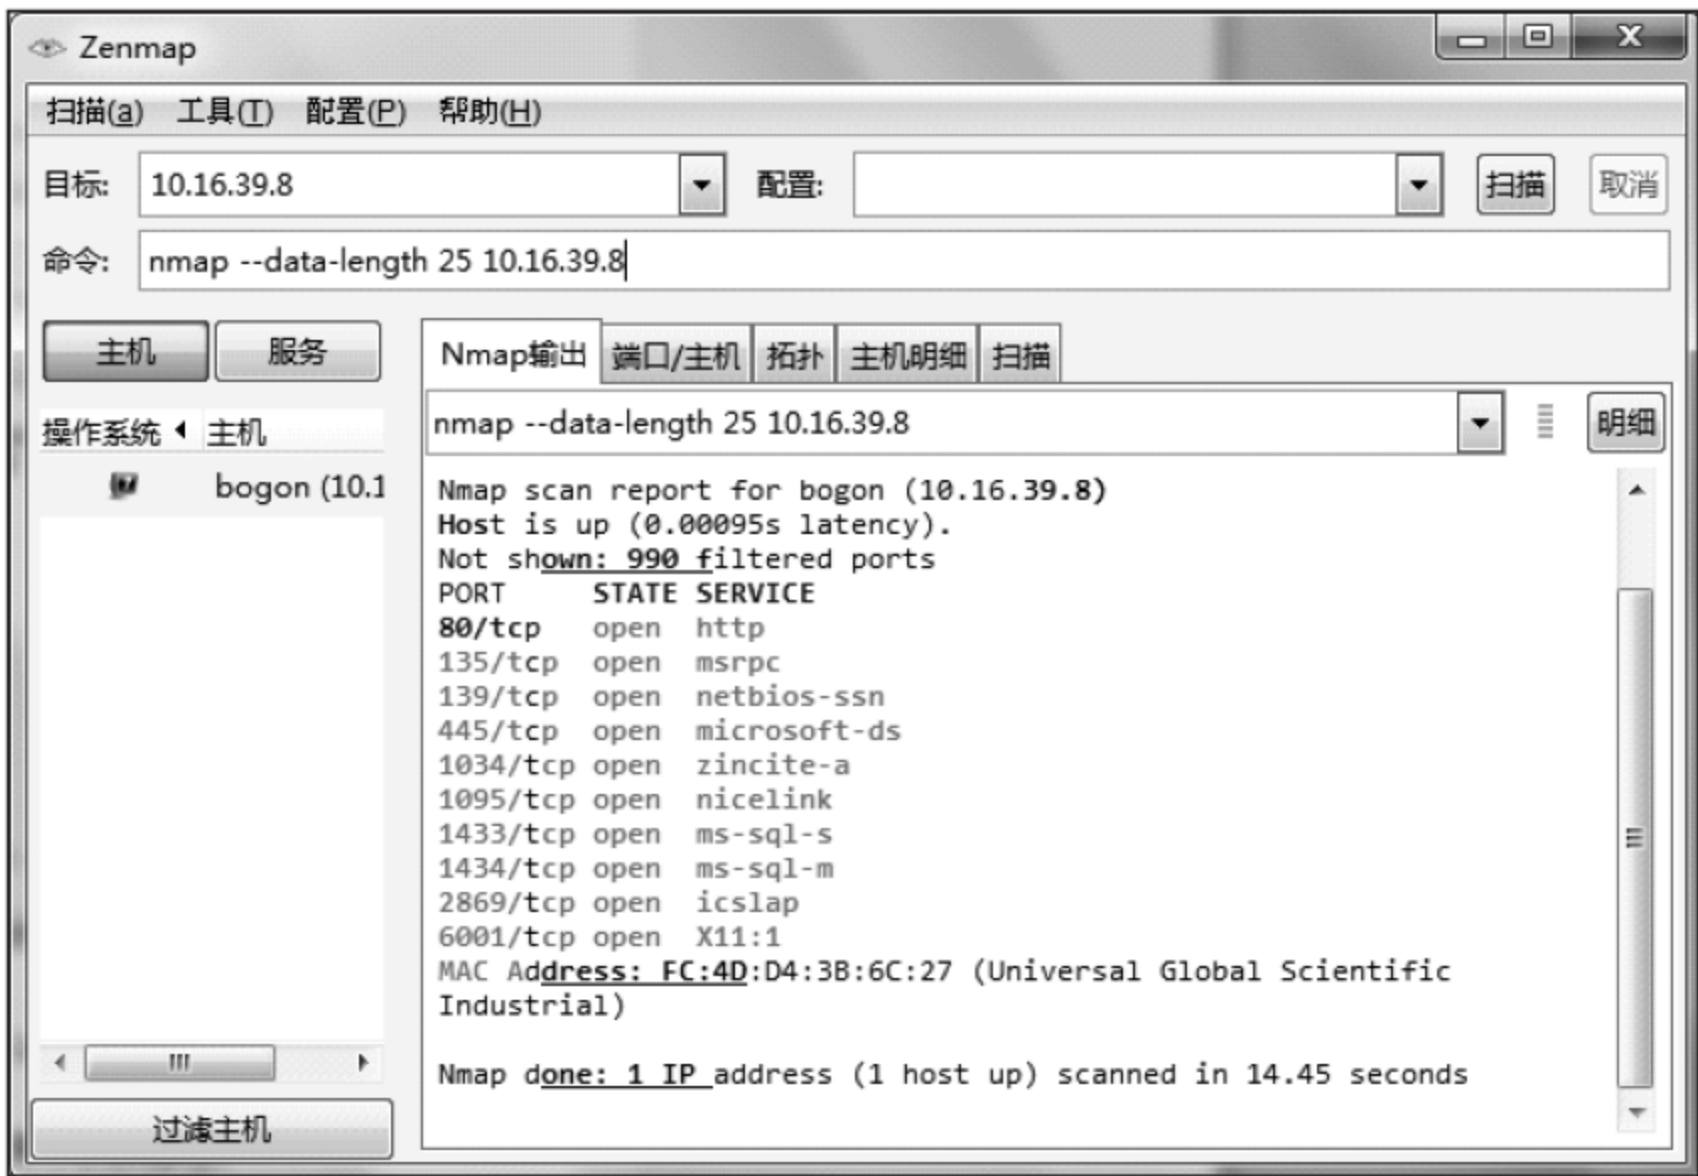 Zenmap
扫描(a) 工具(T) 配置(P) 帮助(H)
目标: 10.16.39.8 配置: 扫描 取消
命令: nmap --data-length 25 10.16.39.8
主机 服务
操作系统 主机
bogon (10.1
Nmap输出 端口/主机 拓扑 主机明细 扫描
nmap --data-length 25 10.16.39.8 明细
Nmap scan report for bogon (10.16.39.8)
Host is up (0.00095s latency).
Not shown: 990 filtered ports
PORT STATE SERVICE
80/tcp open http
135/tcp open msrpc
139/tcp open netbios-ssn
445/tcp open microsoft-ds
1034/tcp open zincite-a
1095/tcp open nicelink
1433/tcp open ms-sql-s
1434/tcp open ms-sql-m
2869/tcp open icslap
6001/tcp open X11:1
MAC Address: FC:4D:D4:3B:6C:27 (Universal Global Scientific
Industrial)
Nmap done: 1 IP address (1 host up) scanned in 14.45 seconds
过滤主机